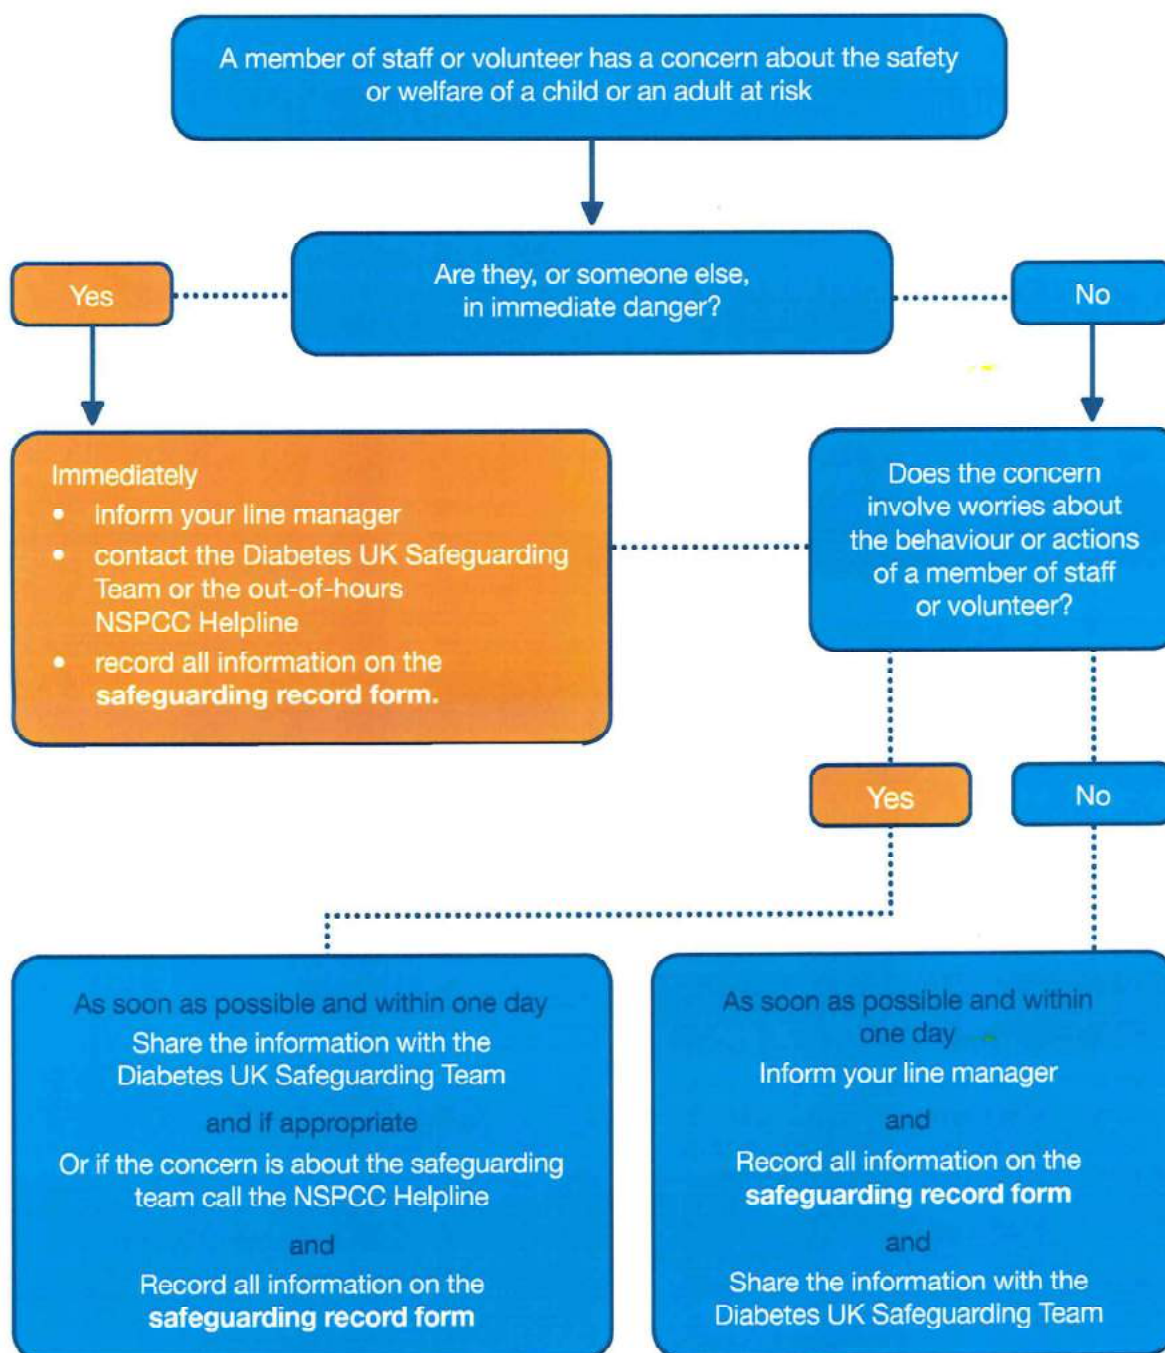 A member of staff or volunteer has a concern about the safety
or welfare of a child or an adult at risk
Are they, or someone else,
in immediate danger?
Yes
No
Immediately
• inform your line manager
• contact the Diabetes UK Safeguarding
Team or the out-of-hours
NSPCC Helpline
• record all information on the
safeguarding record form.
Does the concern
involve worries about
the behaviour or actions
of a member of staff
or volunteer?
Yes
No
As soon as possible and within one day
Share the information with the
Diabetes UK Safeguarding Team
and if appropriate
Or if the concern is about the safeguarding
team call the NSPCC Helpline
and
Record all information on the
safeguarding record form
As soon as possible and within
one day
Inform your line manager
and
Record all information on the
safeguarding record form
and
Share the information with the
Diabetes UK Safeguarding Team